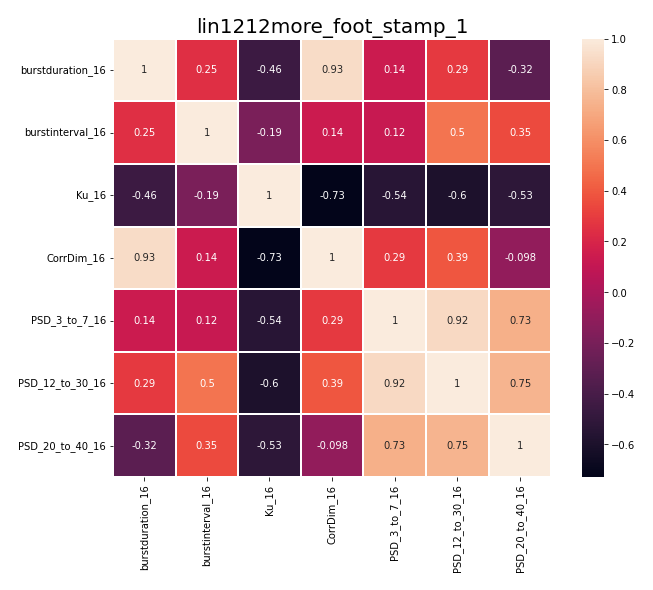 lin1212more_foot_stamp_1
burstduration_16 1 0.25 -0.46 0.93 0.14 0.29 -0.32
burstinterval_16 0.25 1 -0.19 0.14 0.12 0.5 0.35
Ku_16 -0.46 -0.19 1 -0.73 -0.54 -0.6 -0.53
CorrDim_16 0.93 0.14 -0.73 1 0.29 0.39 -0.098
PSD_3_to_7_16 0.14 0.12 -0.54 0.29 1 0.92 0.73
PSD_12_to_30_16 0.29 0.5 -0.6 0.39 0.92 1 0.75
PSD_20_to_40_16 -0.32 0.35 -0.53 -0.098 0.73 0.75 1
burstduration_16
burstinterval_16
Ku_16
CorrDim_16
PSD_3_to_7_16
PSD_12_to_30_16
PSD_20_to_40_16
1.0
0.8
0.6
0.4
0.2
0.0
−0.2
−0.4
−0.6